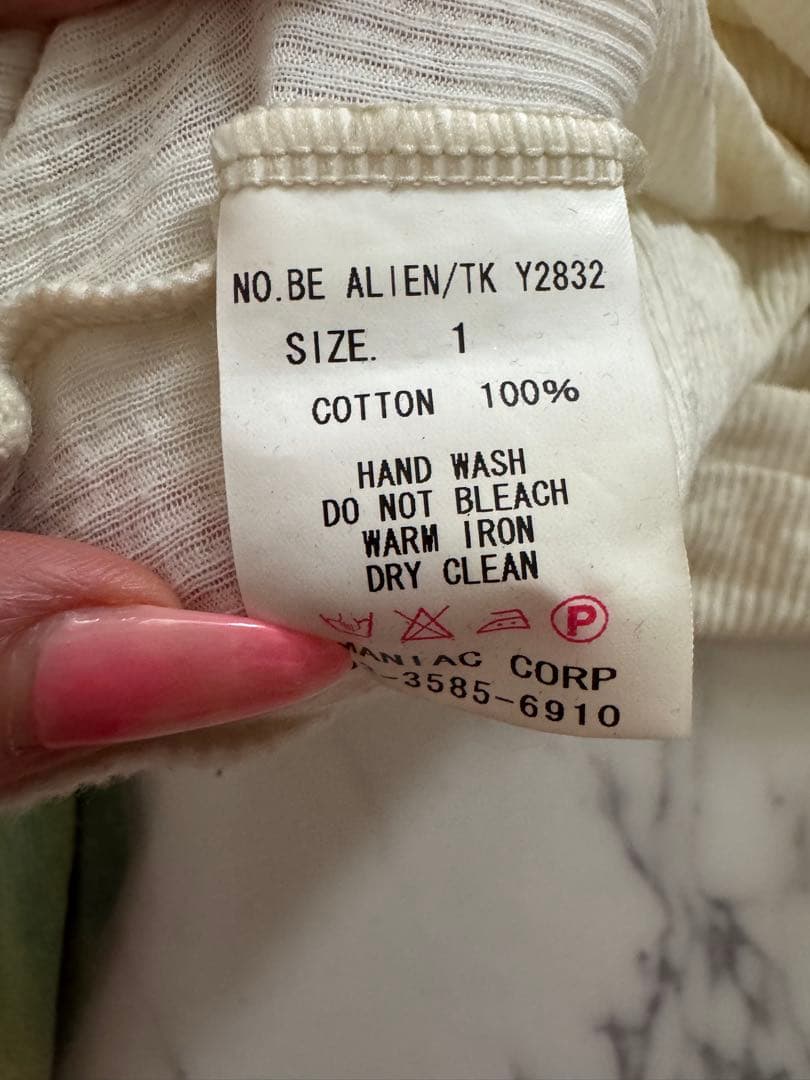 NO.BE ALIEN/TK Y2832
SIZE. 1
COTTON 100%
HAND WASH
DO NOT BLEACH
WARM IRON
DRY CLEAN
P
MANIAC CORP
-3585-6910